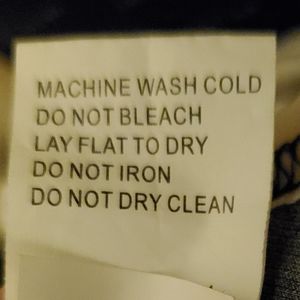 MACHINE WASH COLD
DO NOT BLEACH
LAY FLAT TO DRY
DO NOT IRON
DO NOT DRY CLEAN